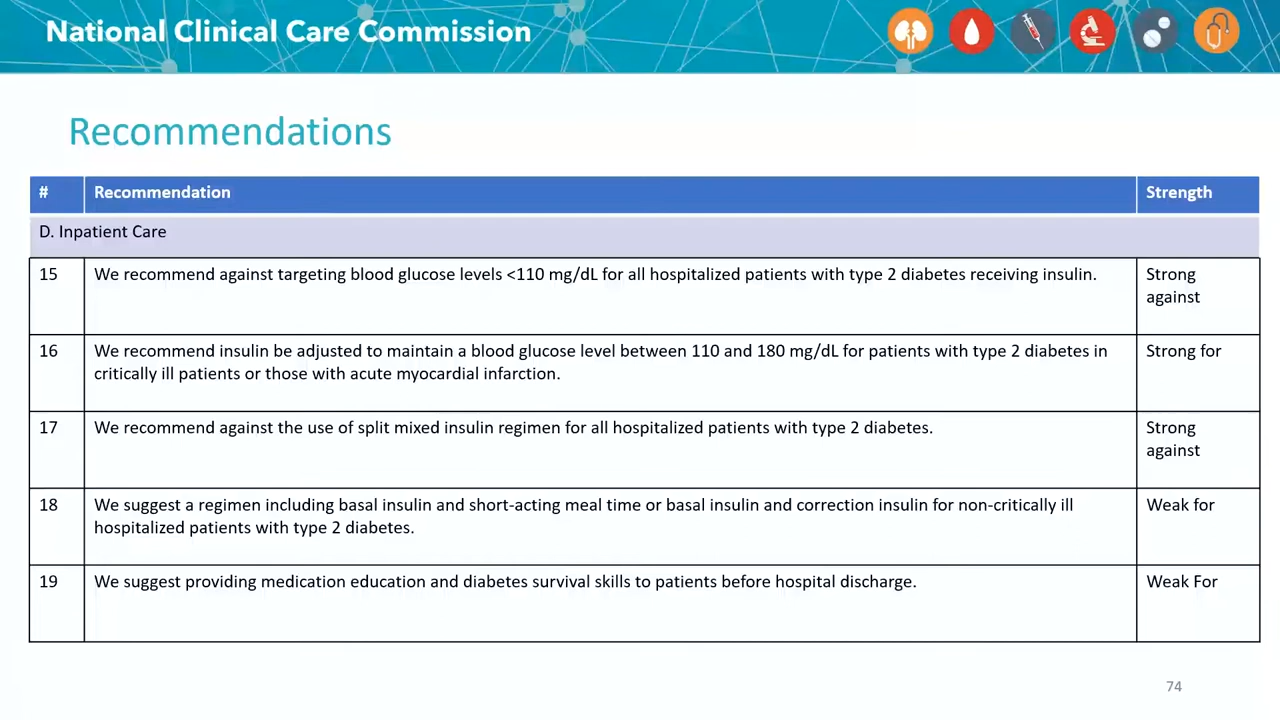 National Clinical Care Commission
Recommendations
# Recommendation Strength
D. Inpatient Care
15 We recommend against targeting blood glucose levels <110 mg/dL for all hospitalized patients with type 2 diabetes receiving insulin. Strong
against
16 We recommend insulin be adjusted to maintain a blood glucose level between 110 and 180 mg/dL for patients with type 2 diabetes in Strong for
critically ill patients or those with acute myocardial infarction.
17 We recommend against the use of split mixed insulin regimen for all hospitalized patients with type 2 diabetes. Strong
against
18 We suggest a regimen including basal insulin and short-acting meal time or basal insulin and correction insulin for non-critically ill Weak for
hospitalized patients with type 2 diabetes.
19 We suggest providing medication education and diabetes survival skills to patients before hospital discharge. Weak For
74